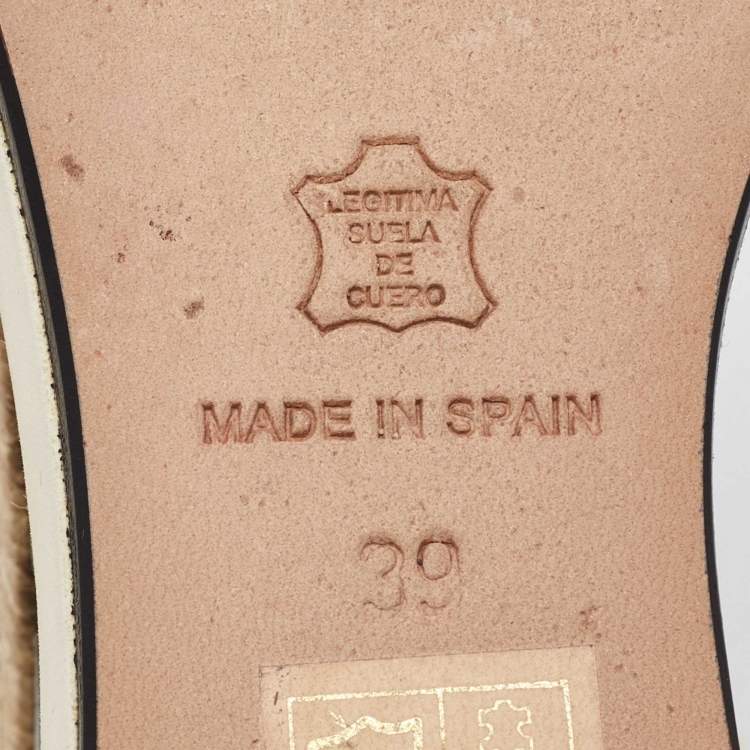 LEGITIMA
SUELA
DE
CUERO
MADE IN SPAIN
39